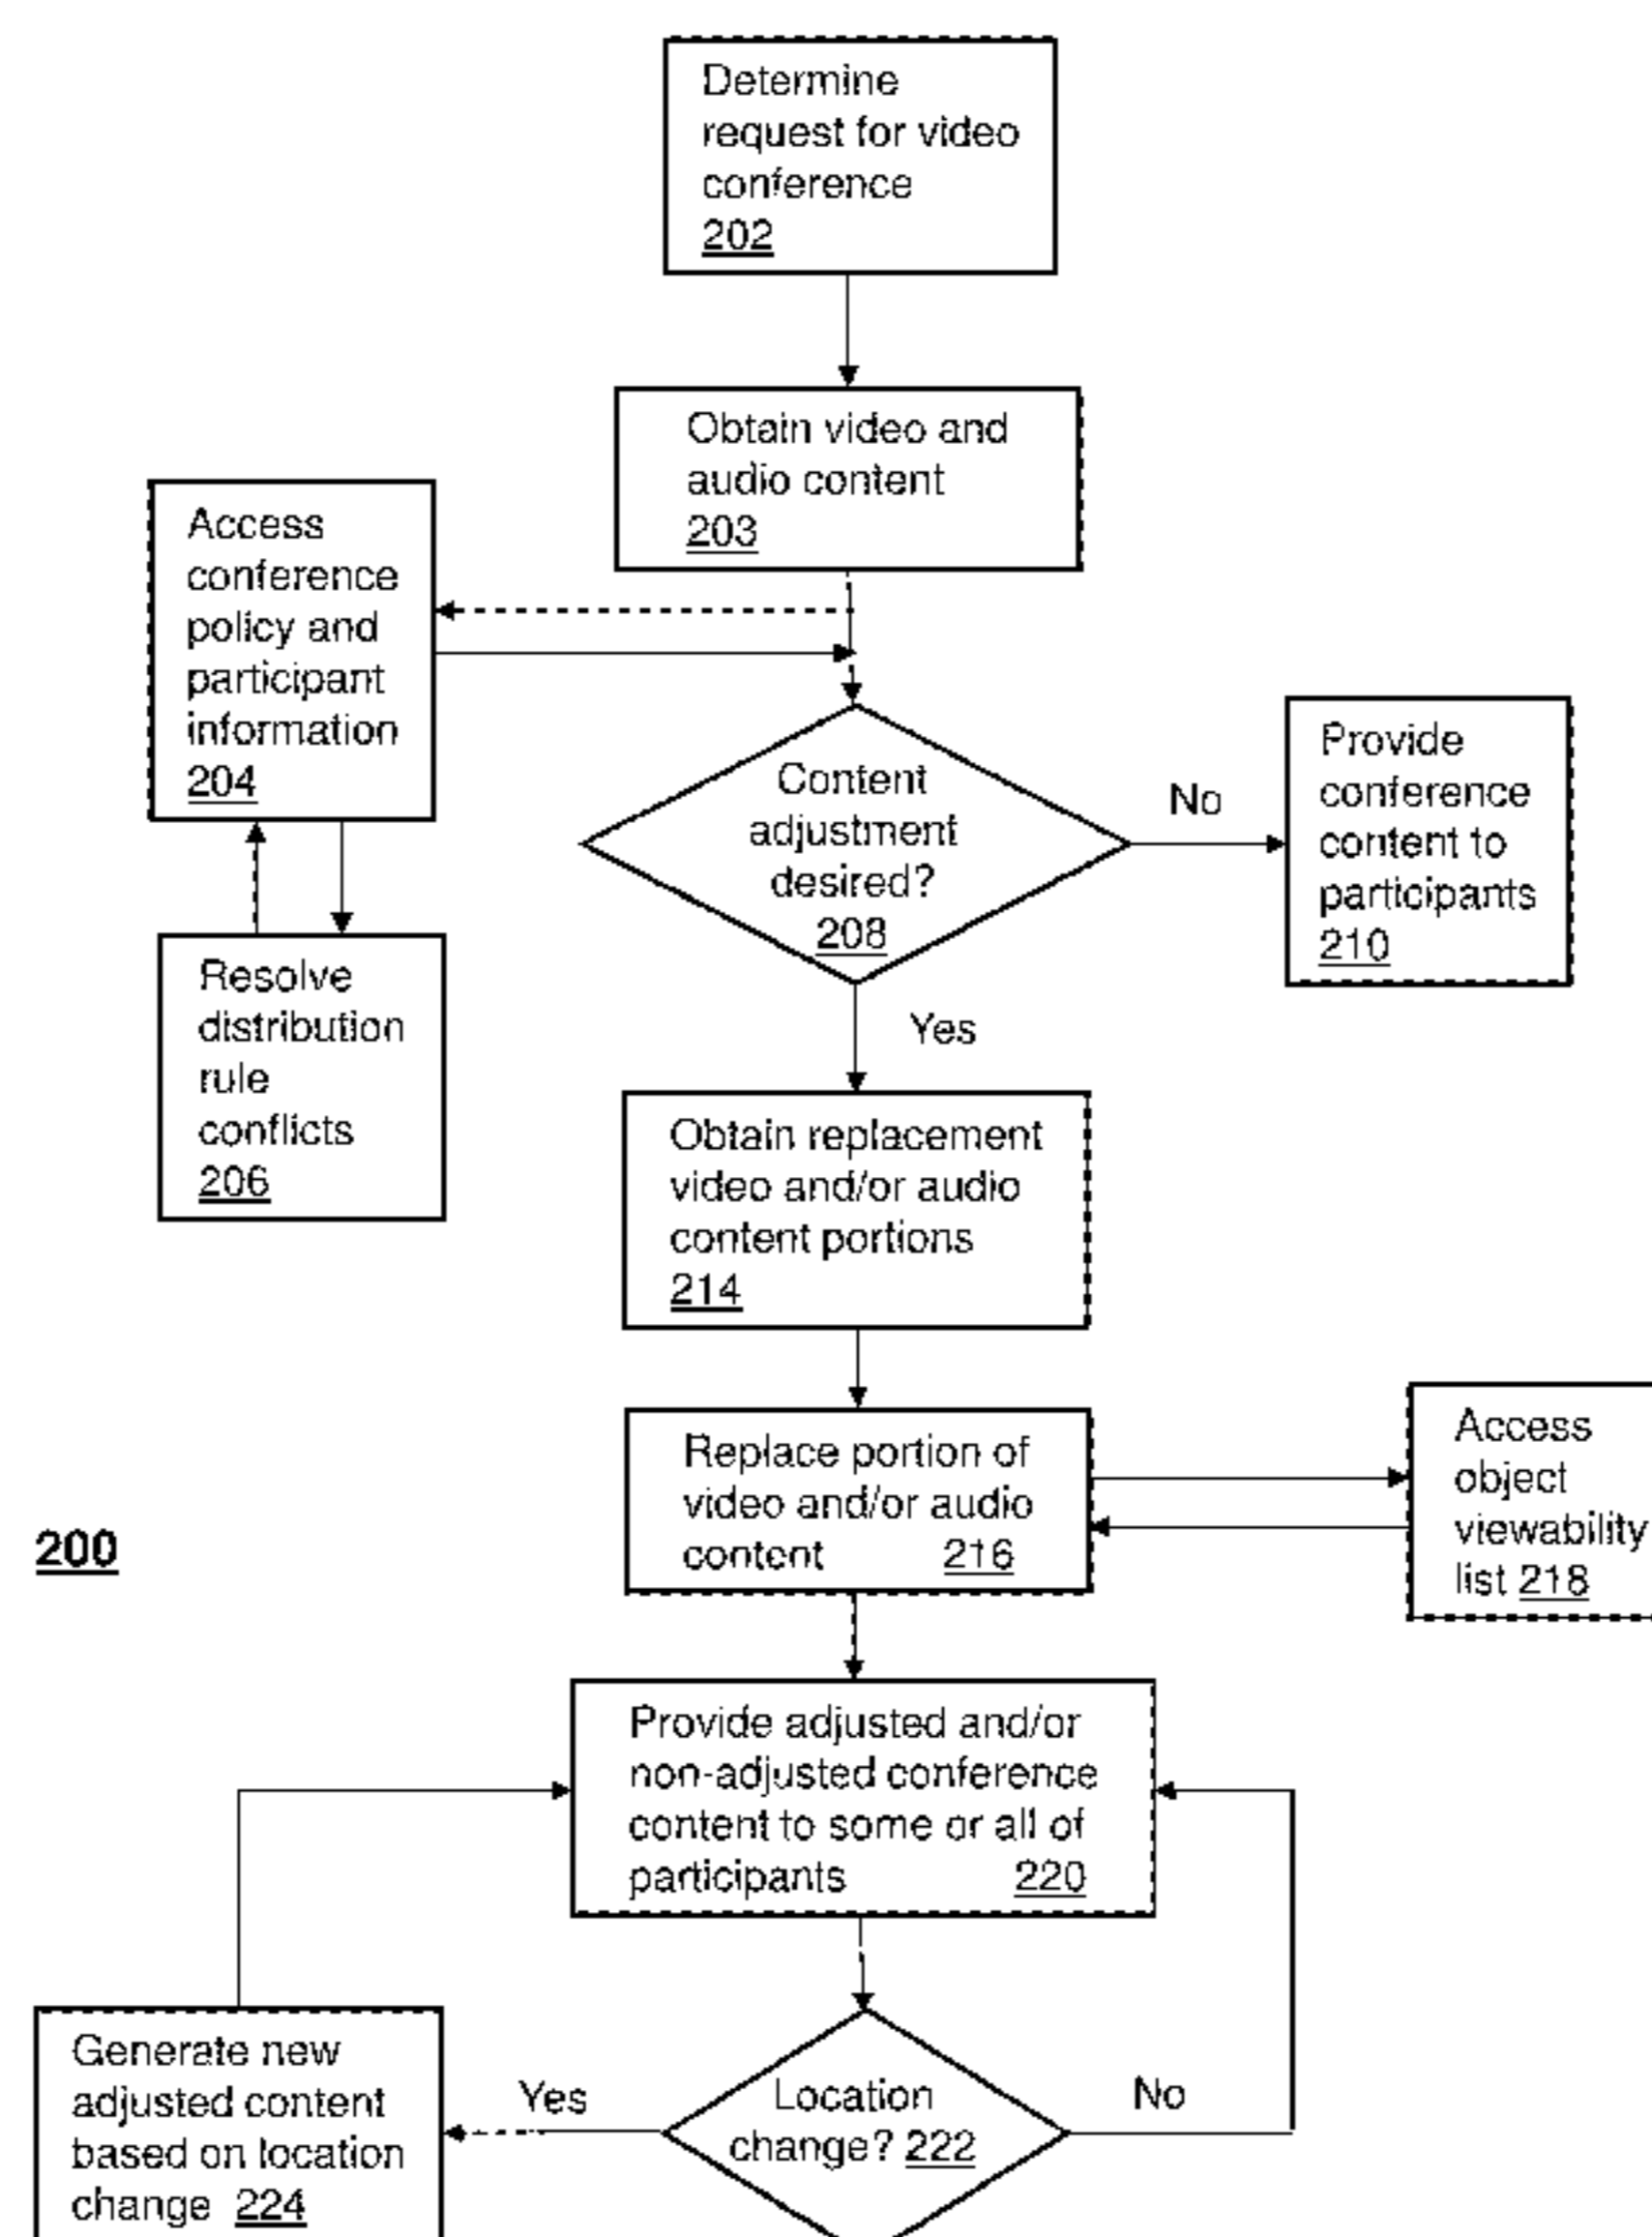 Determine
request for video
conference
202
Obtain video and
audio content
203
Access
conference
policy and
participant
information
204
Content
adjustment
desired?
208
No
Provide
conference
content to
participants
210
Resolve
distribution
rule
conflicts
206
Yes
Obtain replacement
video and/or audio
content portions
214
Replace portion of
video and/or audio
content 216
Access
object
viewability
list 218
200
Provide adjusted and/or
non-adjusted conference
content to some or all of
participants 220
Generate new
adjusted content
based on location
change 224
Yes
Location
change? 222
No